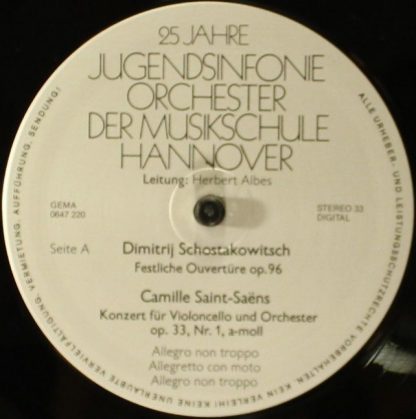 25 JAHRE
JUGENDSINFONIE
ORCHESTER
DER MUSIKSCHULE
HANNOVER
Leitung: Herbert Albes
GEMA
0647 220
STEREO 33
DIGITAL
Seite A
Dimitrij Schostakowitsch
Festliche Ouvertüre op.96
Camille Saint-Saëns
Konzert für Violoncello und Orchester
op. 33, Nr. 1, a-moll
Allegro non troppo
Allegretto con moto
Allegro non troppo
ALLE URHEBER- UND LEISTUNGSSCHUTZRECHTE VORBEHALTEN. KEIN VERLEIH! KEINE UNERLAUBTE VERVIELFÄLTIGUNG, VERMIETUNG, AUFFÜHRUNG, SENDUNG!